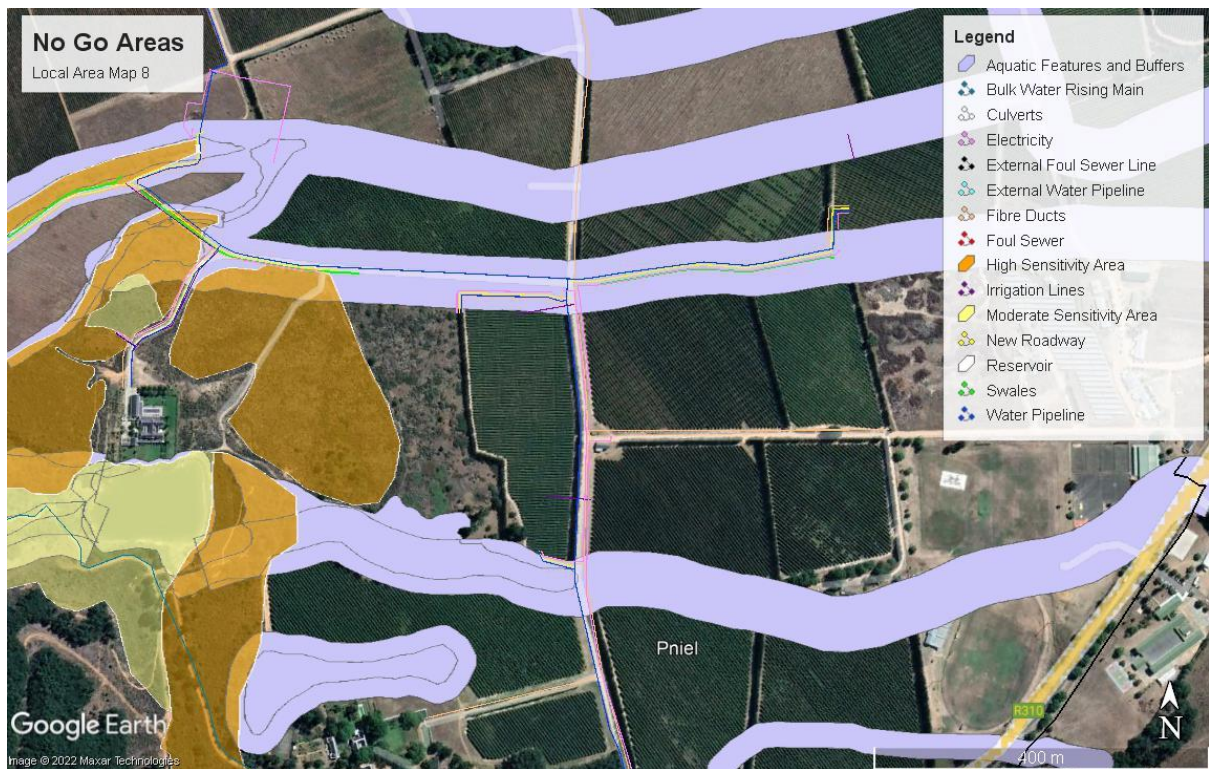 No Go Areas
Local Area Map 8
Legend
Aquatic Features and Buffers
Bulk Water Rising Main
Culverts
Electricity
External Foul Sewer Line
External Water Pipeline
Fibre Ducts
Foul Sewer
High Sensitivity Area
Irrigation Lines
Moderate Sensitivity Area
New Roadway
Reservoir
Swales
Water Pipeline
Pniel
R310
N
400 m
Google Earth
Image © 2022 Maxar Technologies